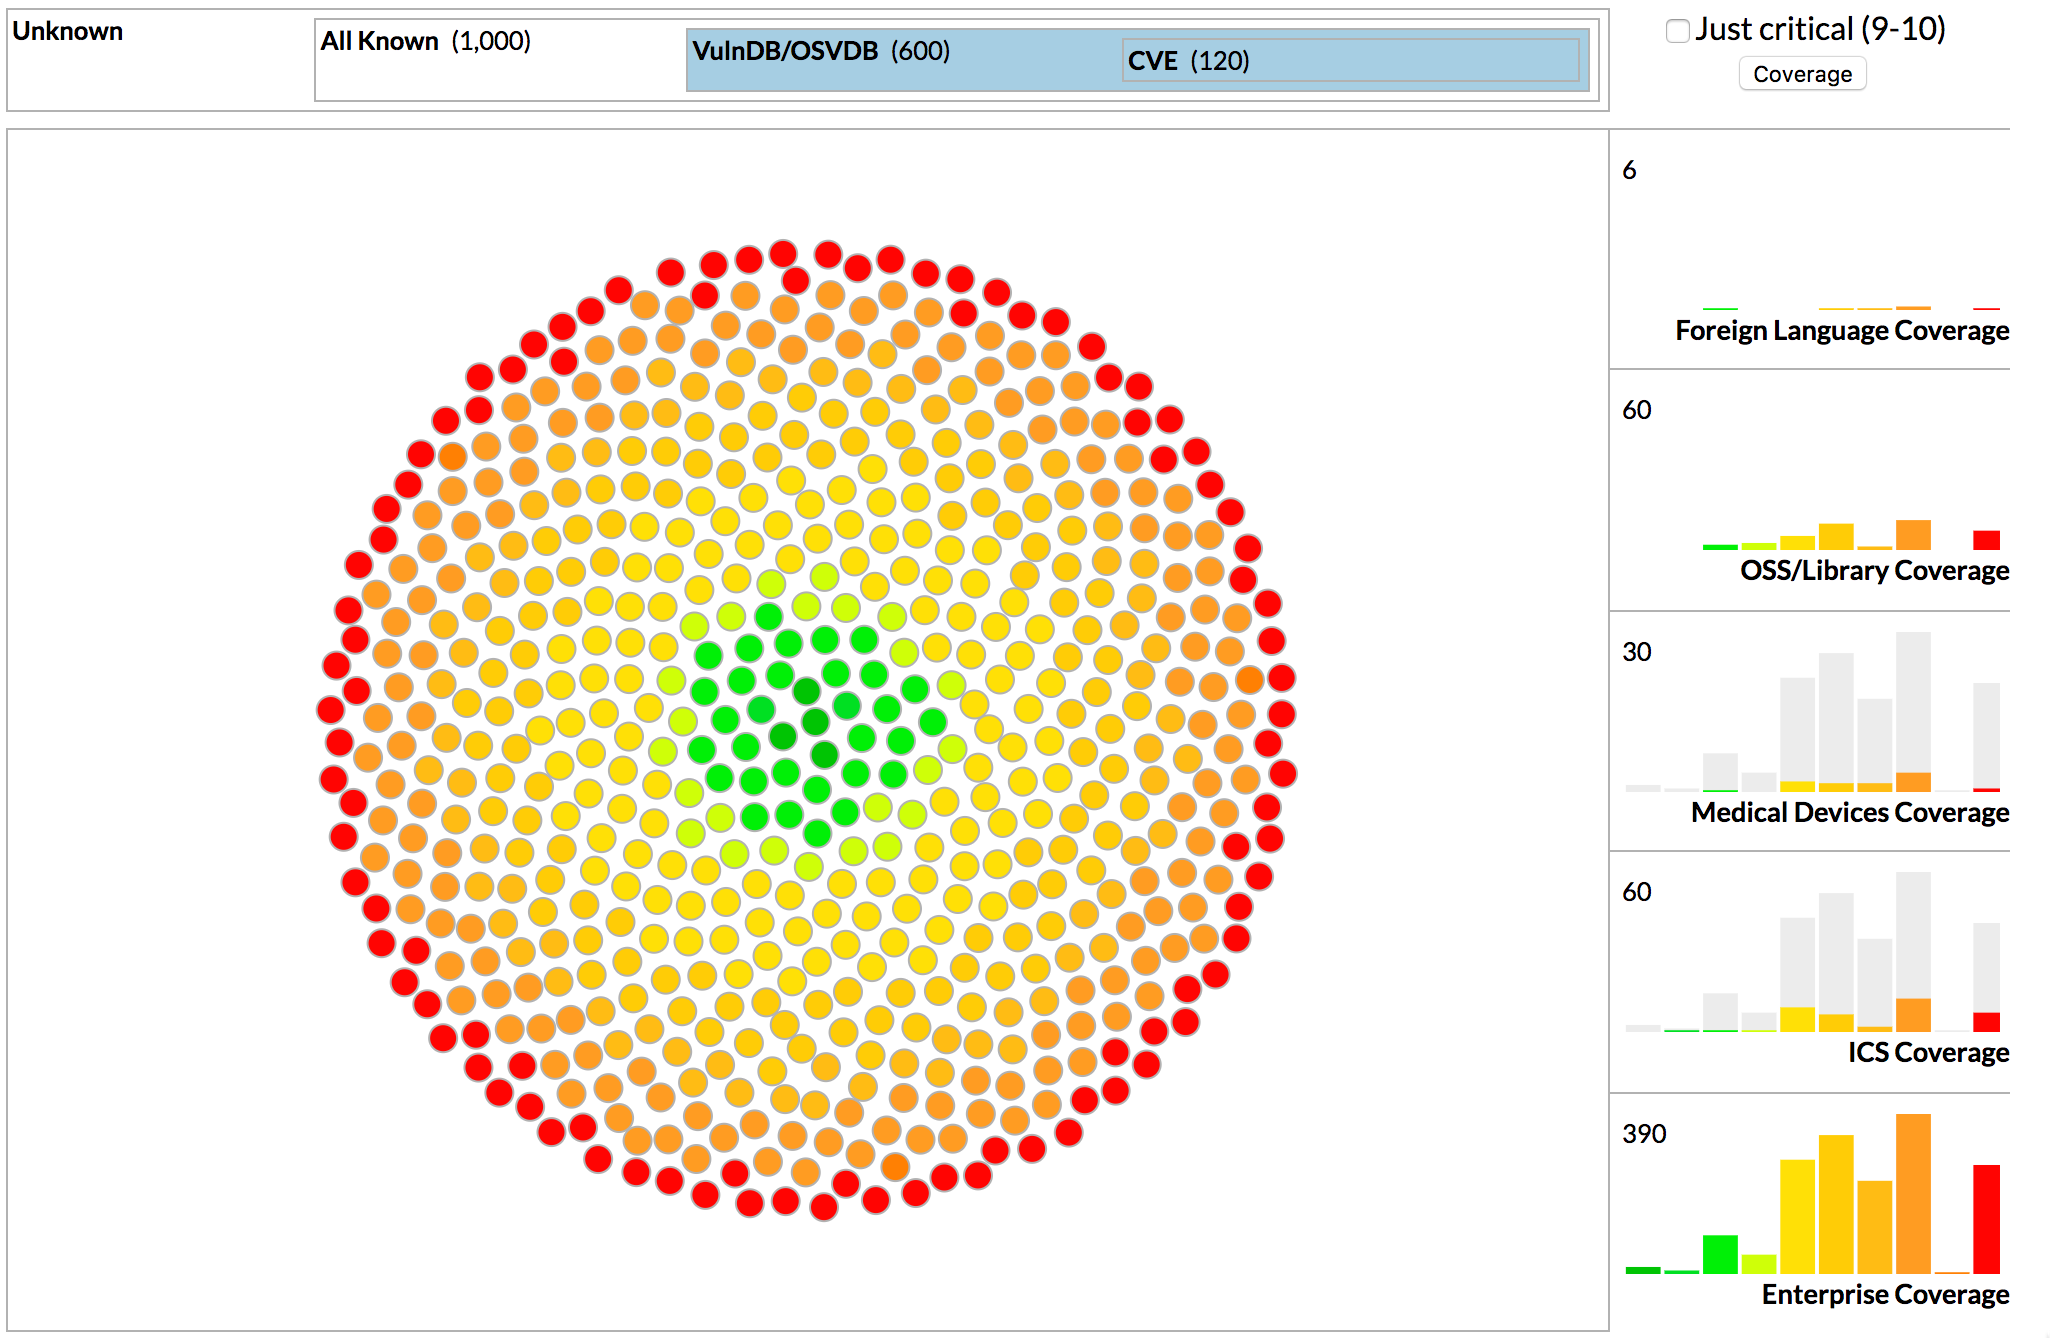 Unknown
All Known (1,000)
VulnDB/OSVDB (600)
CVE (120)
Just critical (9-10)
Coverage
6
Foreign Language Coverage
60
OSS/Library Coverage
30
Medical Devices Coverage
60
ICS Coverage
390
Enterprise Coverage